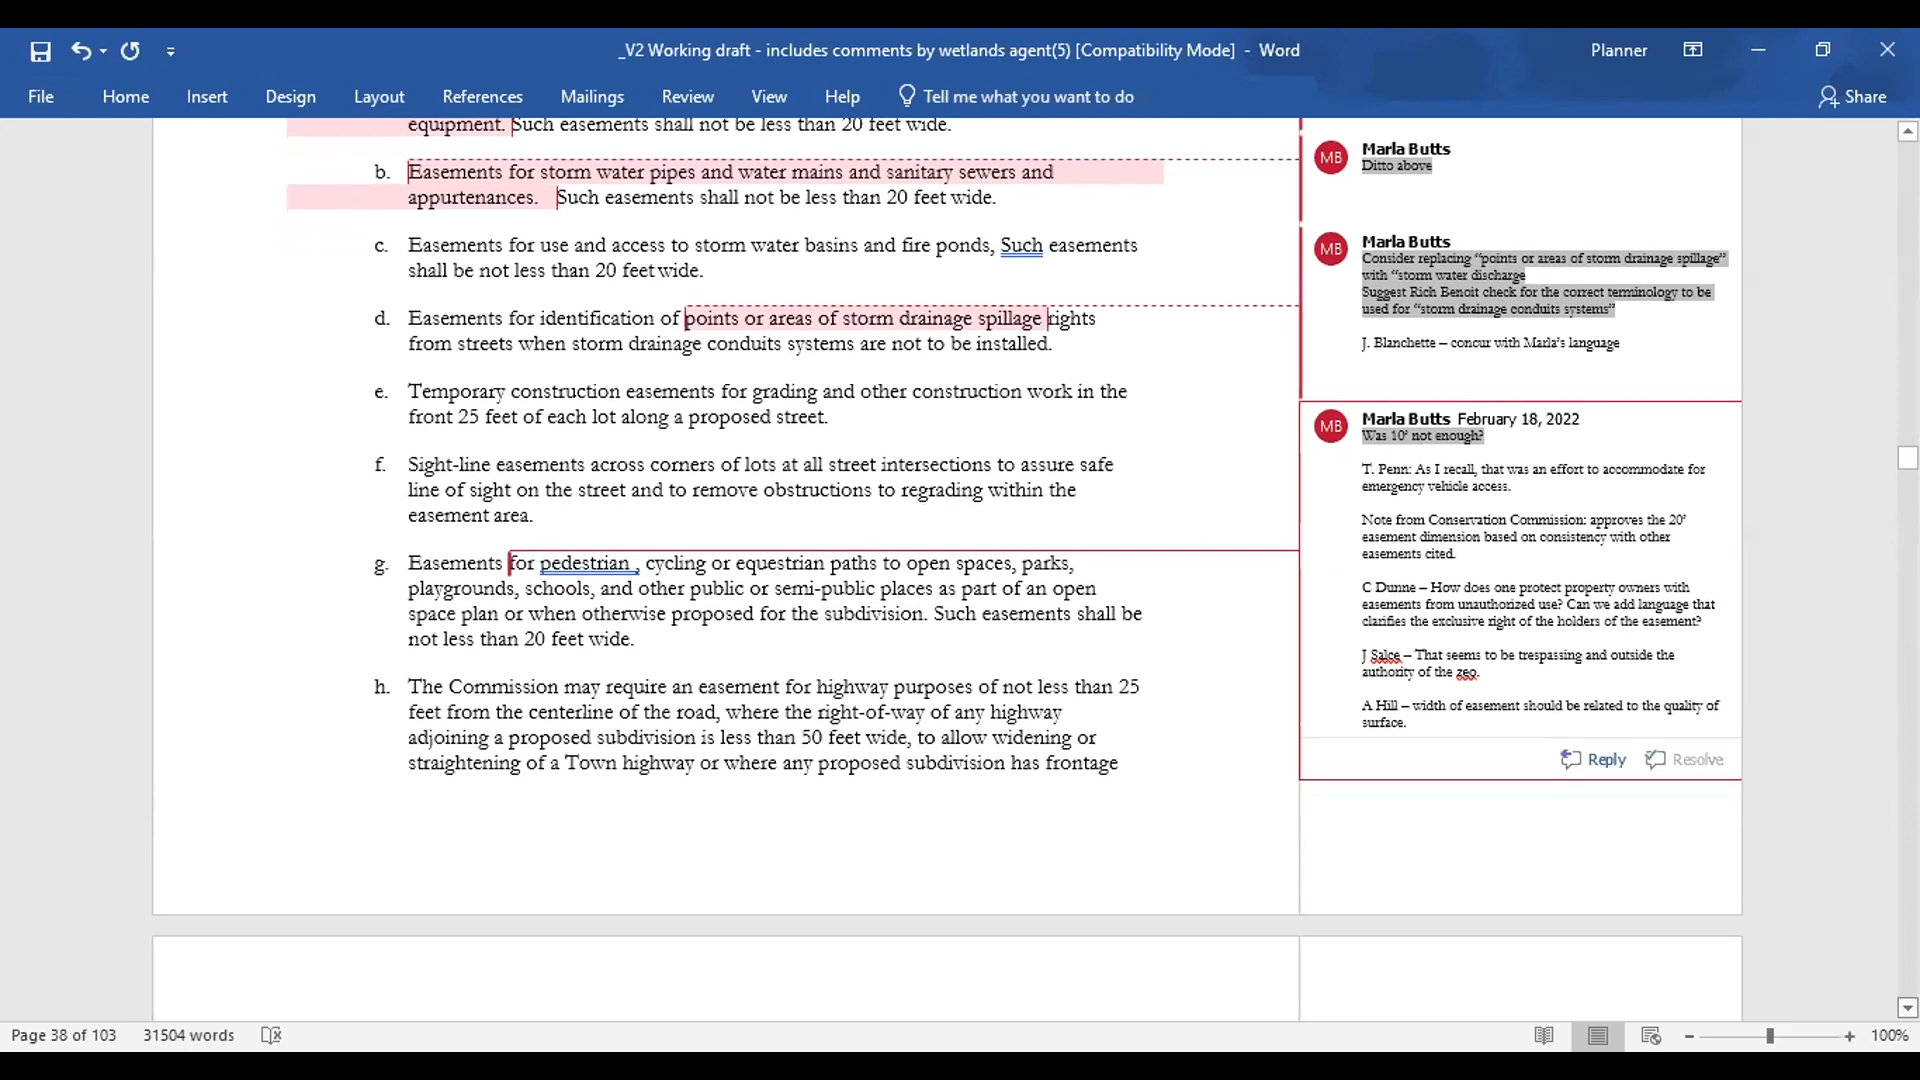 _V2 Working draft - includes comments by wetlands agent(5) [Compatibility Mode] - Word
Planner
File
Home
Insert
Design
Layout
References
Mailings
Review
View
Help
Tell me what you want to do
Share
equipment. Such easements shall not be less than 20 feet wide.
b. Easements for storm water pipes and water mains and sanitary sewers and
appurtenances. Such easements shall not be less than 20 feet wide.
c. Easements for use and access to storm water basins and fire ponds, Such easements
shall be not less than 20 feet wide.
d. Easements for identification of points or areas of storm drainage spillage rights
from streets when storm drainage conduits systems are not to be installed.
e. Temporary construction easements for grading and other construction work in the
front 25 feet of each lot along a proposed street.
f. Sight-line easements across corners of lots at all street intersections to assure safe
line of sight on the street and to remove obstructions to regrading within the
easement area.
g. Easements for pedestrian , cycling or equestrian paths to open spaces, parks,
playgrounds, schools, and other public or semi-public places as part of an open
space plan or when otherwise proposed for the subdivision. Such easements shall be
not less than 20 feet wide.
h. The Commission may require an easement for highway purposes of not less than 25
feet from the centerline of the road, where the right-of-way of any highway
adjoining a proposed subdivision is less than 50 feet wide, to allow widening or
straightening of a Town highway or where any proposed subdivision has frontage
MB
Marla Butts
Ditto above
MB
Marla Butts
Consider replacing “points or areas of storm drainage spillage”
with “storm water discharge
Suggest Rich Benoit check for the correct terminology to be
used for “storm drainage conduits systems”
J. Blanchette – concur with Marla’s language
MB
Marla Butts February 18, 2022
Was 10’ not enough?
T. Penn: As I recall, that was an effort to accommodate for
emergency vehicle access.
Note from Conservation Commission: approves the 20’
easement dimension based on consistency with other
easements cited.
C Dunne – How does one protect property owners with
easements from unauthorized use? Can we add language that
clarifies the exclusive right of the holders of the easement?
J Salce – That seems to be trespassing and outside the
authority of the zeo.
A Hill – width of easement should be related to the quality of
surface.
Reply
Resolve
Page 38 of 103
31504 words
100%